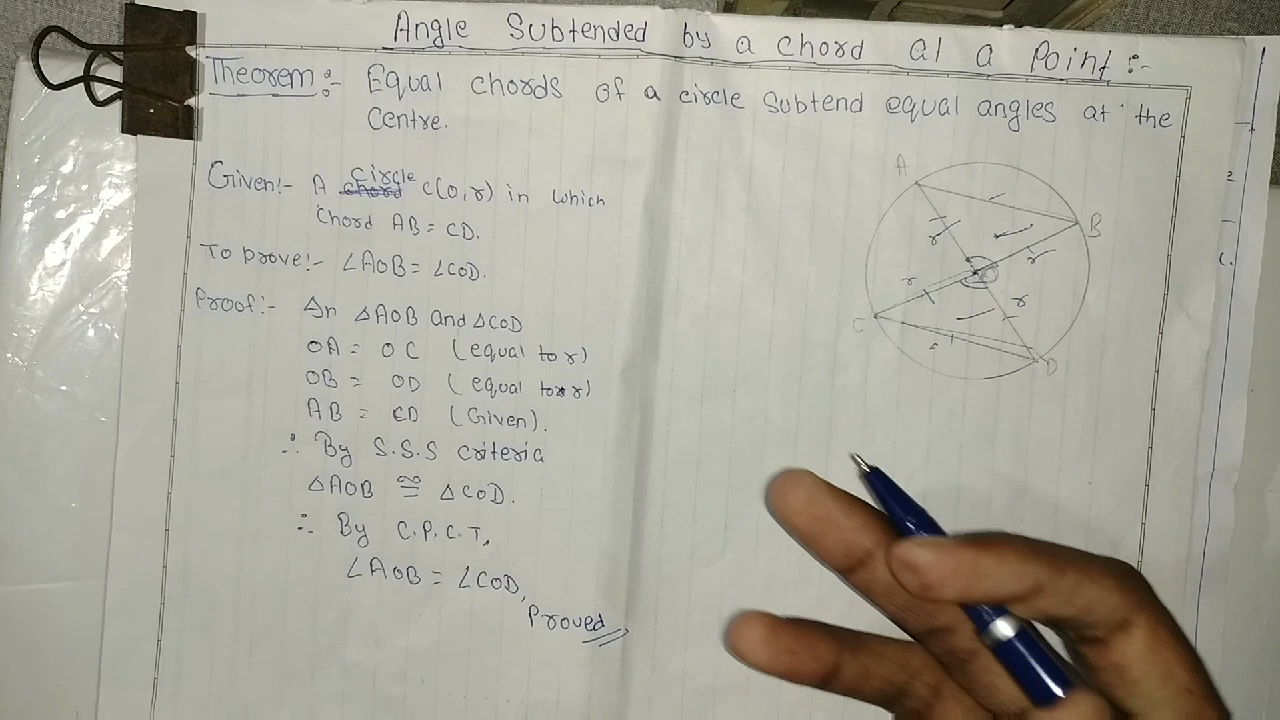 Angle Subtended by a chord at a Point :-
Theorem :- Equal chords of a circle Subtend equal angles at the
Centre.
Given:- A circle c(o,r) in which
Chord AB = CD.
To prove:- ∠AOB = ∠COD.
Proof:- In △AOB and △COD
OA = OC (equal to r)
OB = OD (equal to r)
AB = CD (Given).
∴ By S.S.S criteria
△AOB ≅ △COD.
∴ By C.P.C.T,
∠AOB = ∠COD,
Proved
A
B
r
r
r
r
C
D